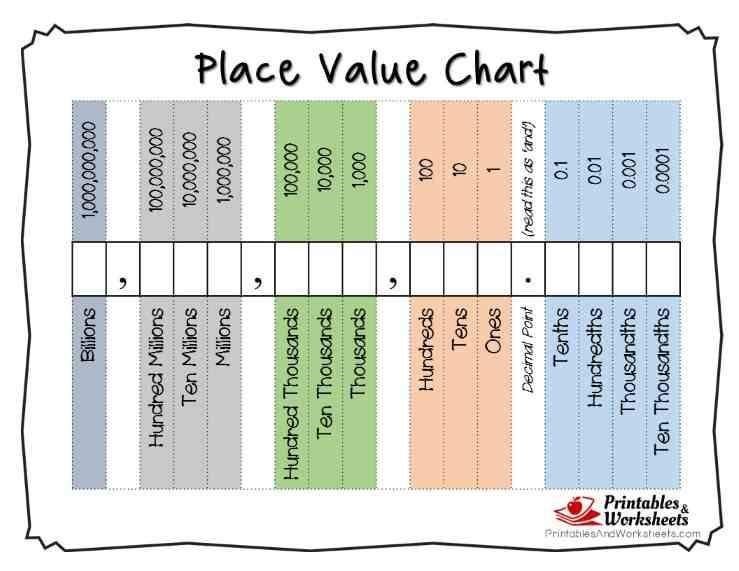 Place Value Chart
1,000,000,000
100,000,000
10,000,000
1,000,000
100,000
10,000
1,000
100
10
1
(read this as 'and')
0.1
0.01
0.001
0.0001
, , , .
Billions
Hundred Millions
Ten Millions
Millions
Hundred Thousands
Ten Thousands
Thousands
Hundreds
Tens
Ones
Decimal Point
Tenths
Hundredths
Thousandths
Ten Thousandths
Printables &
Worksheets
PrintablesAndWorksheets.com